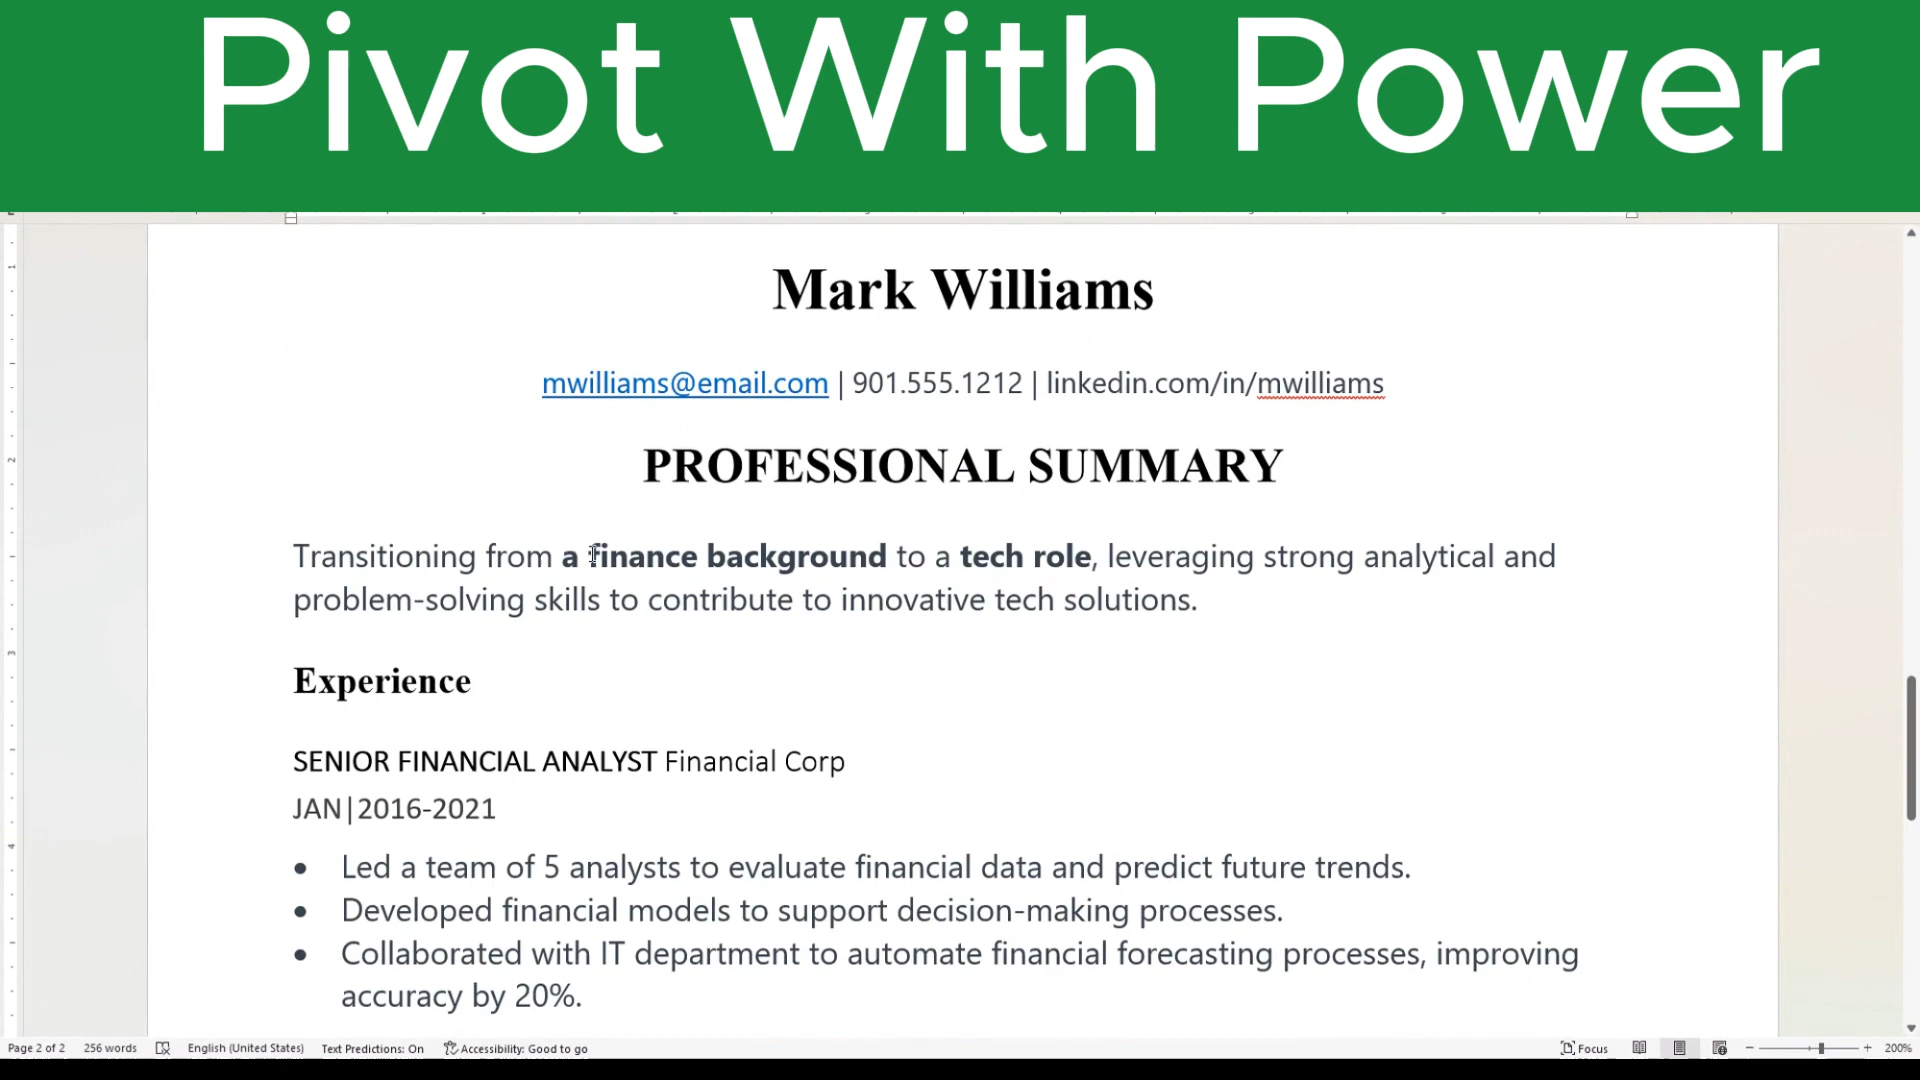 Pivot With Power
Mark Williams
mwilliams@email.com | 901.555.1212 | linkedin.com/in/mwilliams
PROFESSIONAL SUMMARY
Transitioning from a finance background to a tech role, leveraging strong analytical and
problem-solving skills to contribute to innovative tech solutions.
Experience
SENIOR FINANCIAL ANALYST Financial Corp
JAN|2016-2021
• Led a team of 5 analysts to evaluate financial data and predict future trends.
• Developed financial models to support decision-making processes.
• Collaborated with IT department to automate financial forecasting processes, improving
accuracy by 20%.
Page 2 of 2 256 words English (United States) Text Predictions: On Accessibility: Good to go Focus 200%